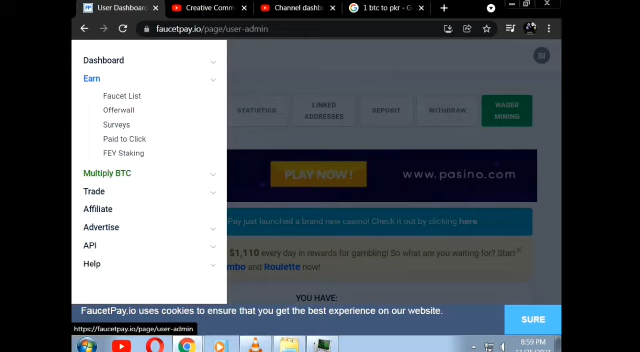 User Dashboard
Creative Comm
Channel dashb
1 btc to pkr - G
faucetpay.io/page/user-admin
Dashboard
Earn
Faucet List
Offerwall
Surveys
Paid to Click
FEY Staking
Multiply BTC
Trade
Affiliate
Advertise
API
Help
STATISTICS
LINKED ADDRESSES
DEPOSIT
WITHDRAW
WAGER MINING
PLAY NOW!
www.pasino.com
Pay just launched a brand new casino! Check it out by clicking here
$1,110 every day in rewards for gambling! So what are you waiting for? Start
mbo and Roulette now!
YOU HAVE:
FaucetPay.io uses cookies to ensure that you get the best experience on our website.
SURE
https://faucetpay.io/page/user-admin
8:59 PM